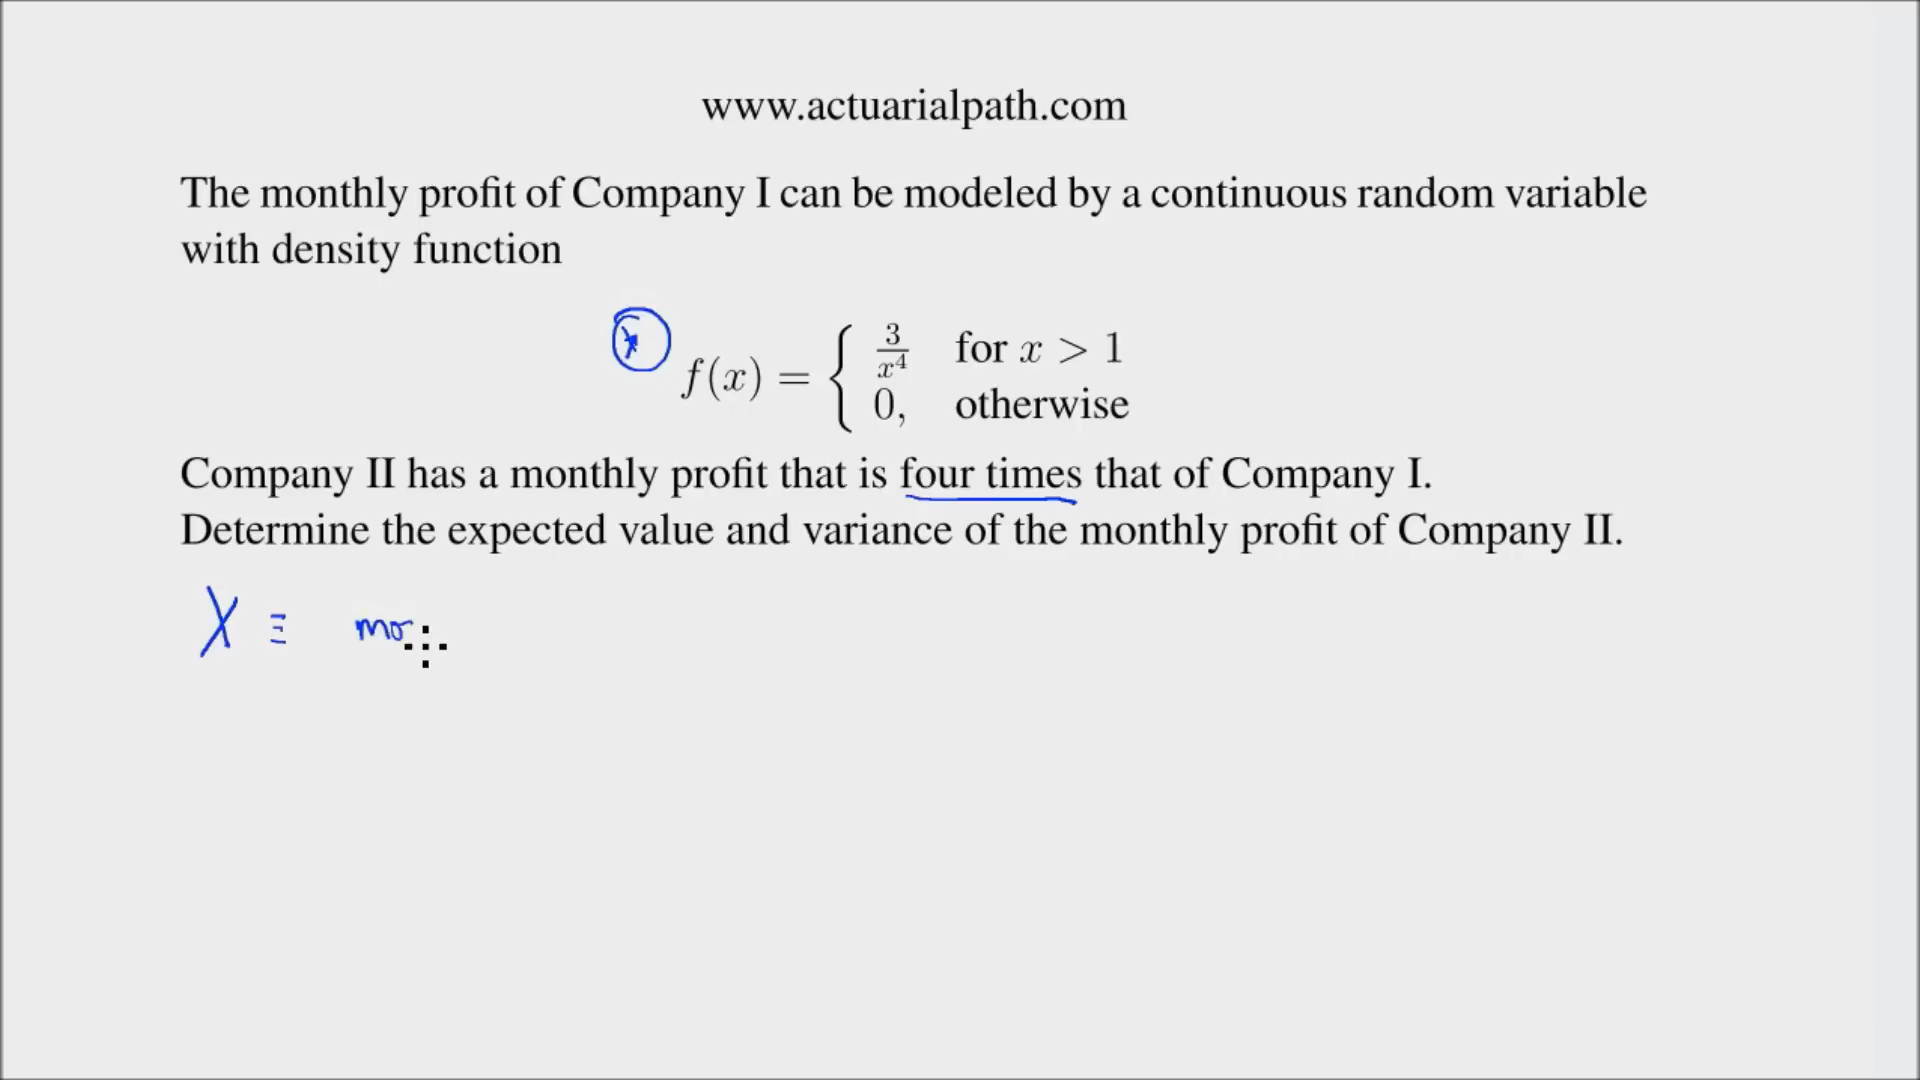 www.actuarialpath.com
The monthly profit of Company I can be modeled by a continuous random variable
with density function
f(x) = { 3/x^4 for x > 1
0, otherwise
Company II has a monthly profit that is four times that of Company I.
Determine the expected value and variance of the monthly profit of Company II.
X ≡ mo